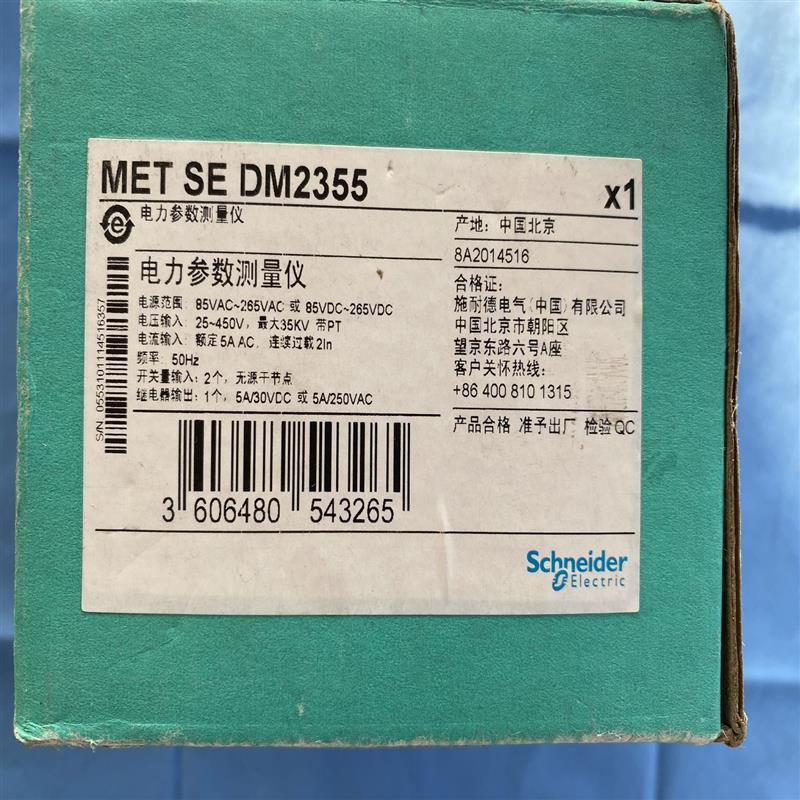 MET SE DM2355
x1
e
电力参数测量仪
电力参数测量仪
电源范围: 85VAC~265VAC 或 85VDC~265VDC
电压输入: 25~450V, 最大35KV 带PT
电流输入: 额定5A AC, 连续过载2In
频率: 50Hz
开关量输入: 2个, 无源干节点
继电器输出: 1个, 5A/30VDC 或 5A/250VAC
S/N 0553101114516357
3 606480 543265
产地: 中国北京
8A2014516
合格证:
施耐德电气(中国)有限公司
中国北京市朝阳区
望京东路六号A座
客户关怀热线:
+86 400 810 1315
产品合格 准予出厂 检验QC
Schneider
Electric